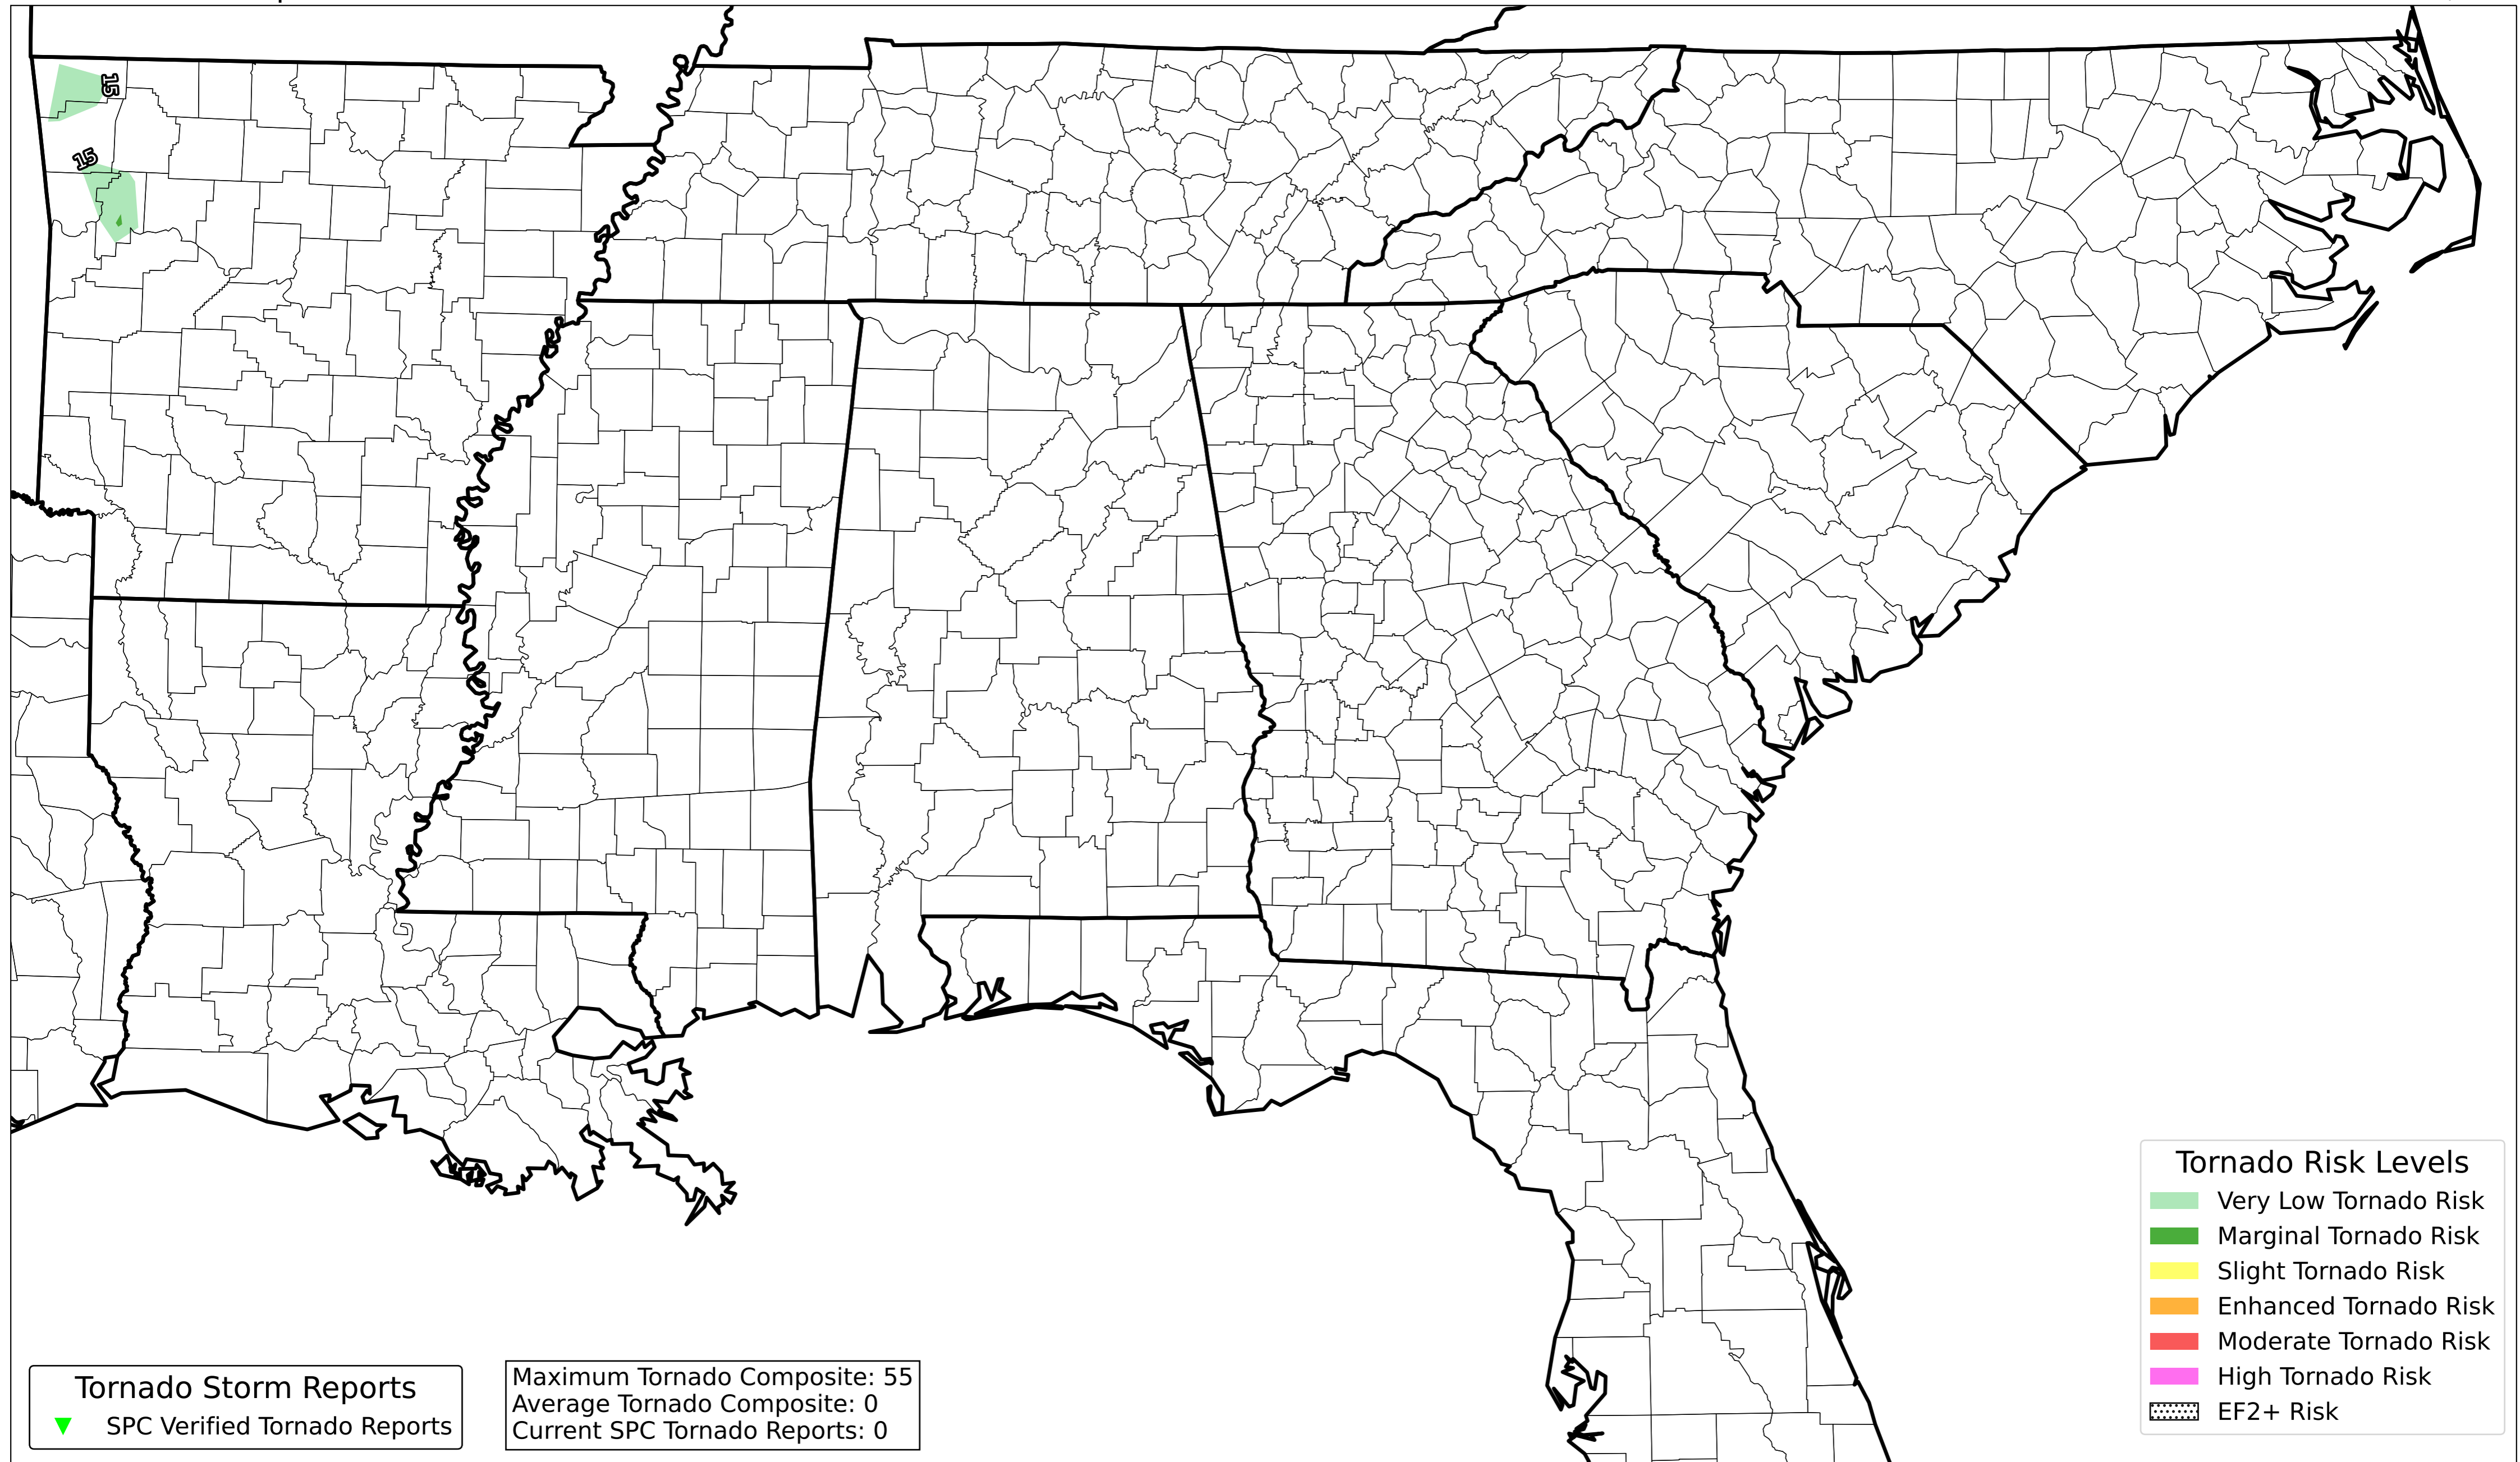 15
15
Tornado Risk Levels
Very Low Tornado Risk
Marginal Tornado Risk
Slight Tornado Risk
Enhanced Tornado Risk
Moderate Tornado Risk
High Tornado Risk
EF2+ Risk
Tornado Storm Reports
SPC Verified Tornado Reports
Maximum Tornado Composite: 55
Average Tornado Composite: 0
Current SPC Tornado Reports: 0